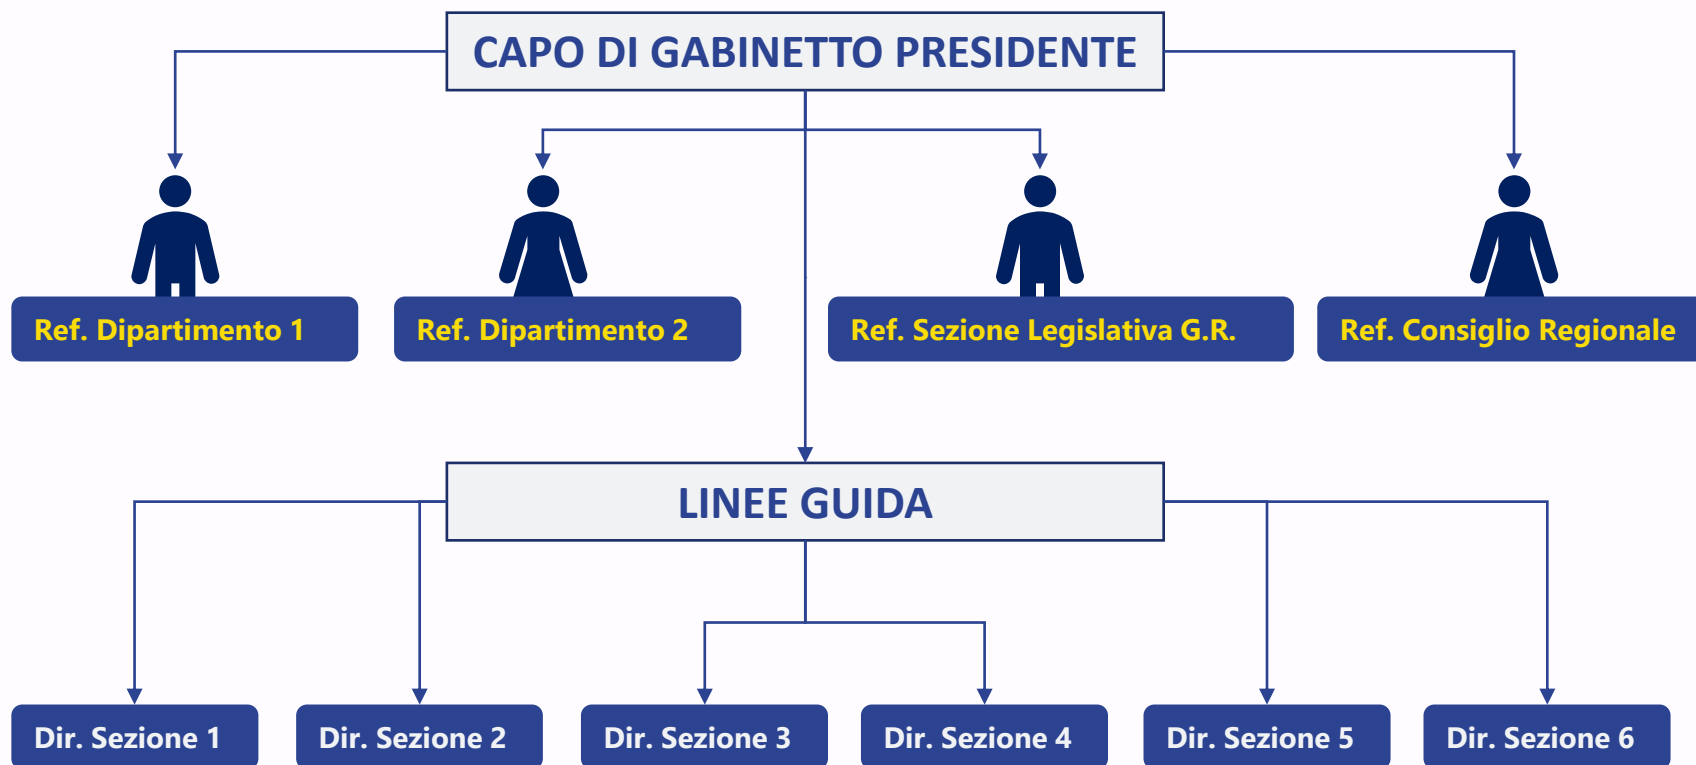 CAPO DI GABINETTO PRESIDENTE
Ref. Dipartimento 1
Ref. Dipartimento 2
Ref. Sezione Legislativa G.R.
Ref. Consiglio Regionale
LINEE GUIDA
Dir. Sezione 1
Dir. Sezione 2
Dir. Sezione 3
Dir. Sezione 4
Dir. Sezione 5
Dir. Sezione 6